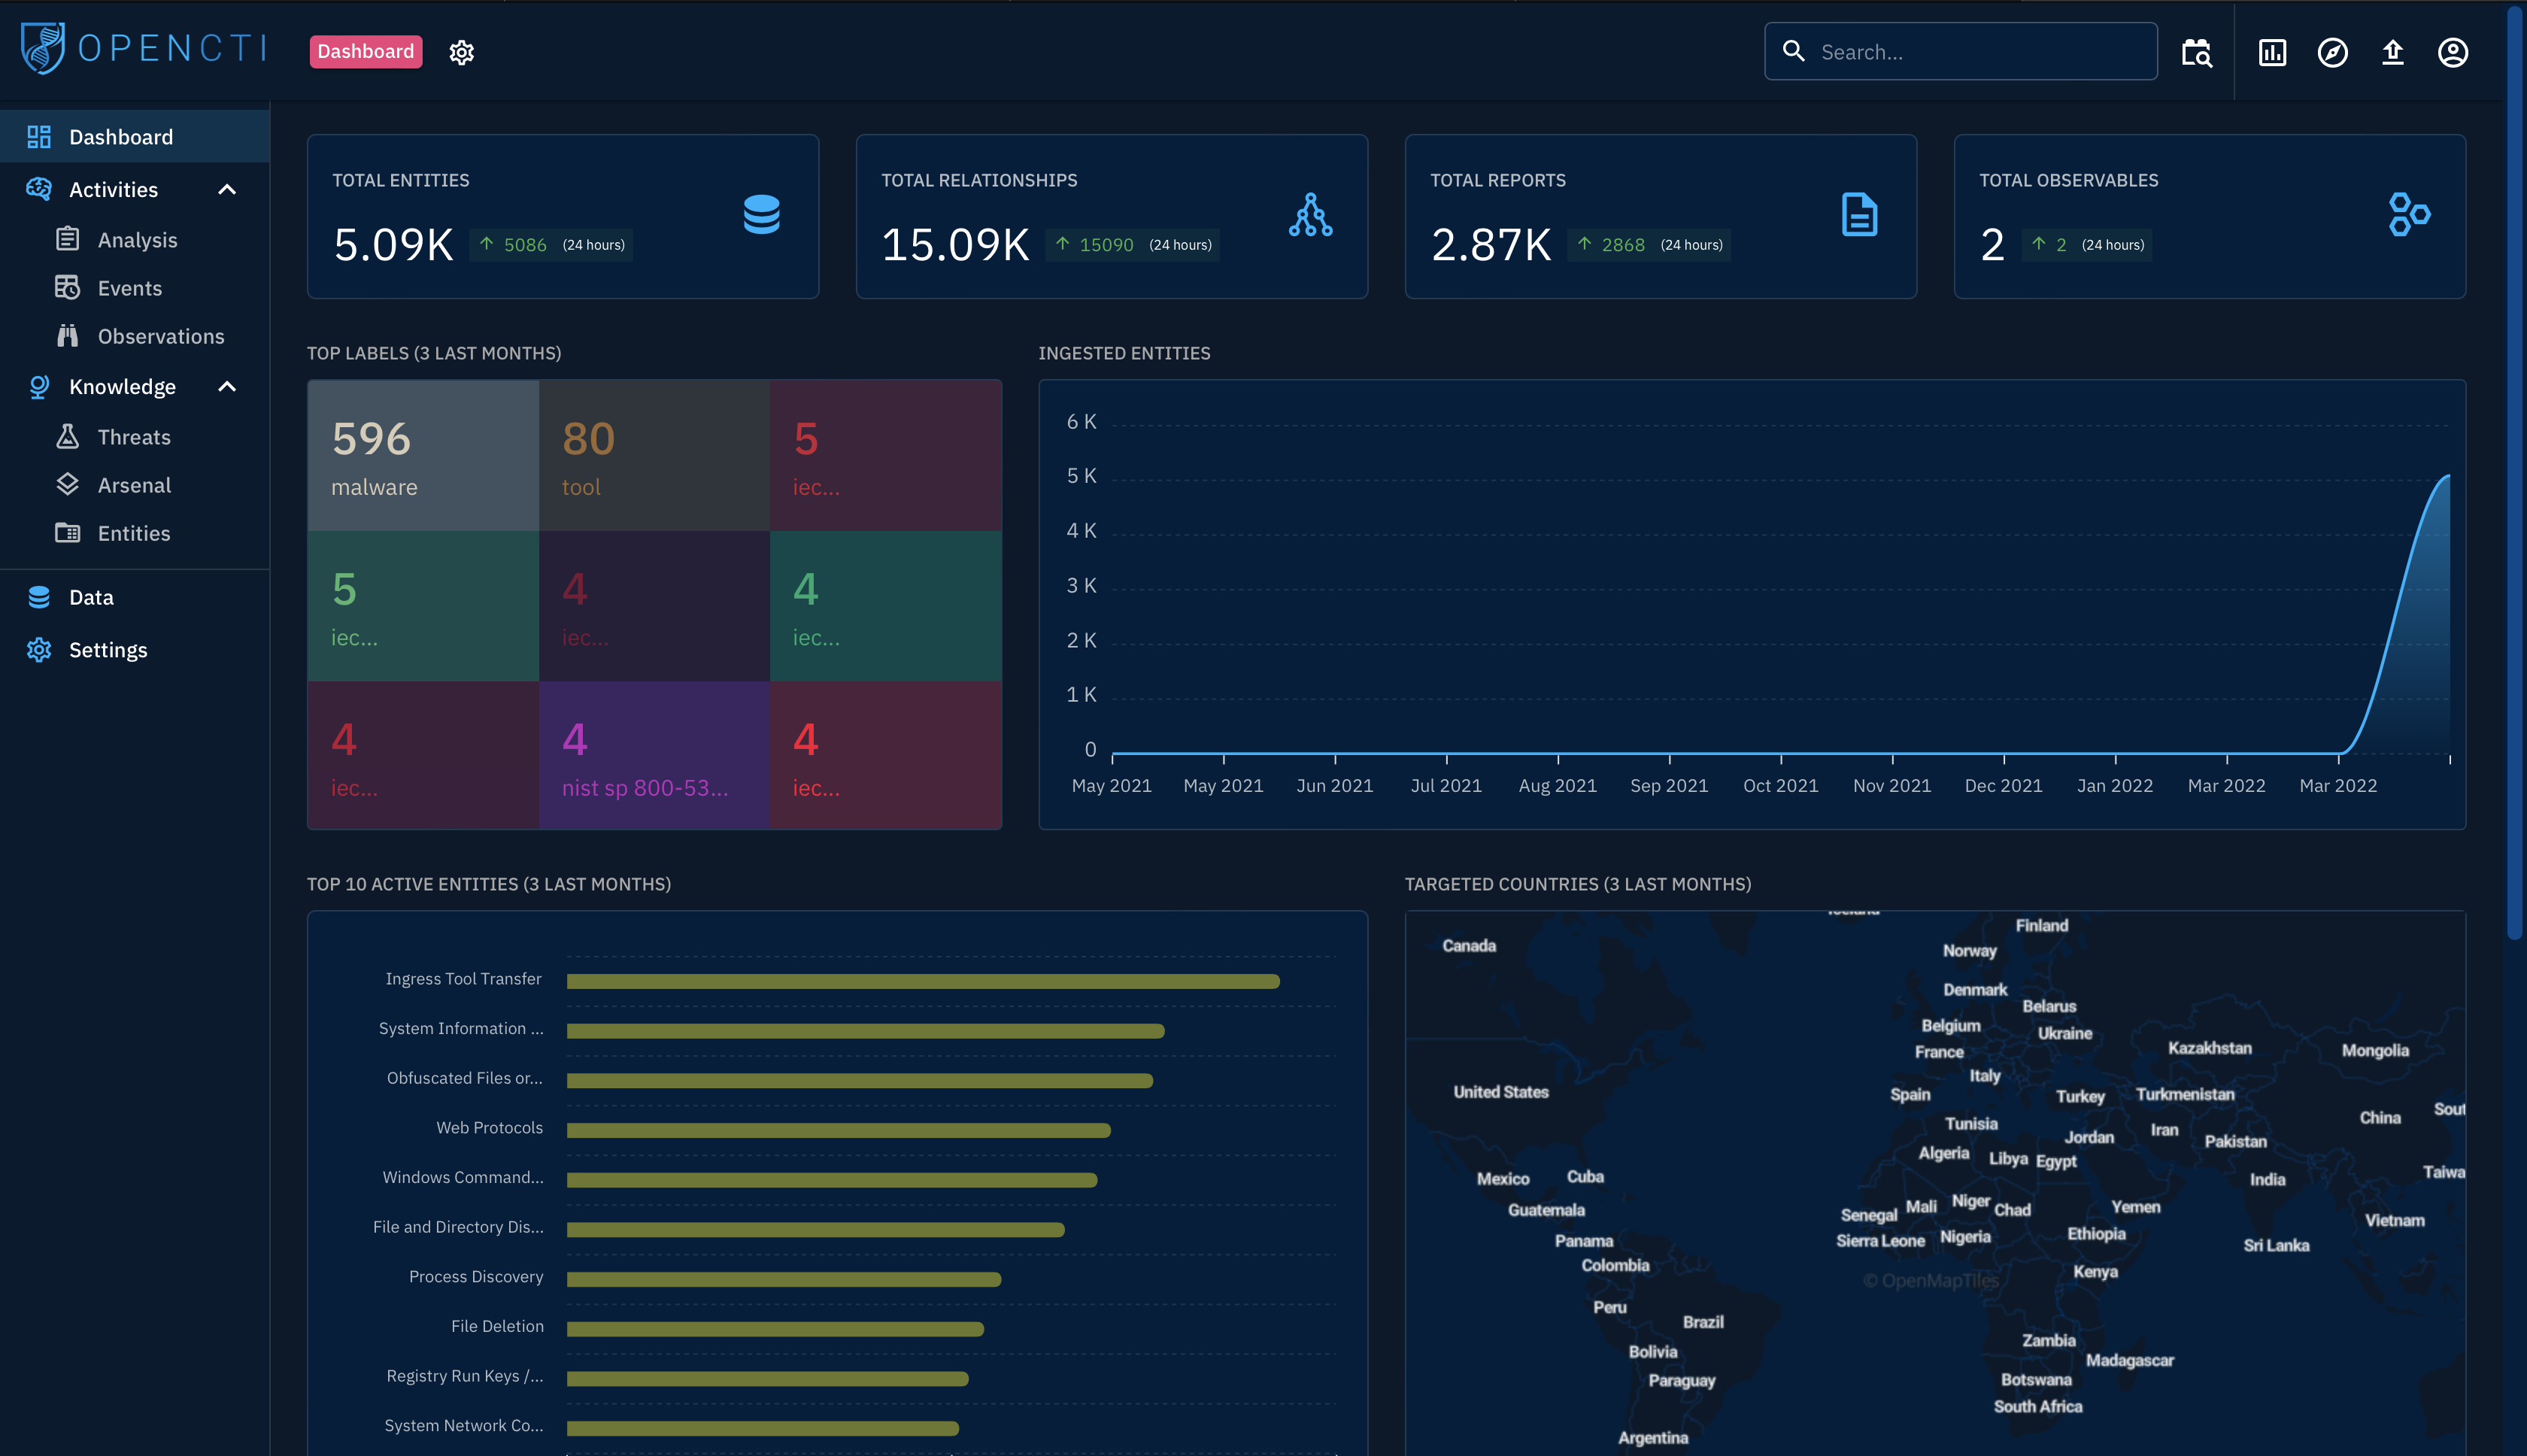 OPENCTI
Dashboard
Search...
Dashboard
Activities
Analysis
Events
Observations
Knowledge
Threats
Arsenal
Entities
Data
Settings
TOTAL ENTITIES
5.09K 5086 (24 hours)
TOTAL RELATIONSHIPS
15.09K 15090 (24 hours)
TOTAL REPORTS
2.87K 2868 (24 hours)
TOTAL OBSERVABLES
2 2 (24 hours)
TOP LABELS (3 LAST MONTHS)
596
malware
80
tool
5
iec...
5
iec...
4
iec...
4
iec...
4
iec...
4
nist sp 800-53...
4
iec...
INGESTED ENTITIES
6 K
5 K
4 K
3 K
2 K
1 K
0
May 2021 May 2021 Jun 2021 Jul 2021 Aug 2021 Sep 2021 Oct 2021 Nov 2021 Dec 2021 Jan 2022 Mar 2022 Mar 2022
TOP 10 ACTIVE ENTITIES (3 LAST MONTHS)
Ingress Tool Transfer
System Information ...
Obfuscated Files or...
Web Protocols
Windows Command...
File and Directory Dis...
Process Discovery
File Deletion
Registry Run Keys /...
System Network Co...
TARGETED COUNTRIES (3 LAST MONTHS)
Finland
Canada
Norway
Denmark
Belarus
Belgium
Ukraine
France
Kazakhstan
Mongolia
Italy
United States
Spain
Turkey
Turkmenistan
Sout
China
Tunisia
Iran
Jordan
Pakistan
Algeria
Libya
Egypt
Taiwa
Mexico
Cuba
India
Niger
Mali
Yemen
Guatemala
Chad
Senegal
Vietnam
Ethiopia
Nigeria
Sierra Leone
Panama
Sri Lanka
Colombia
Kenya
© OpenMapTiles
Peru
Brazil
Zambia
Bolivia
Madagascar
Botswana
Paraguay
South Africa
Argentina